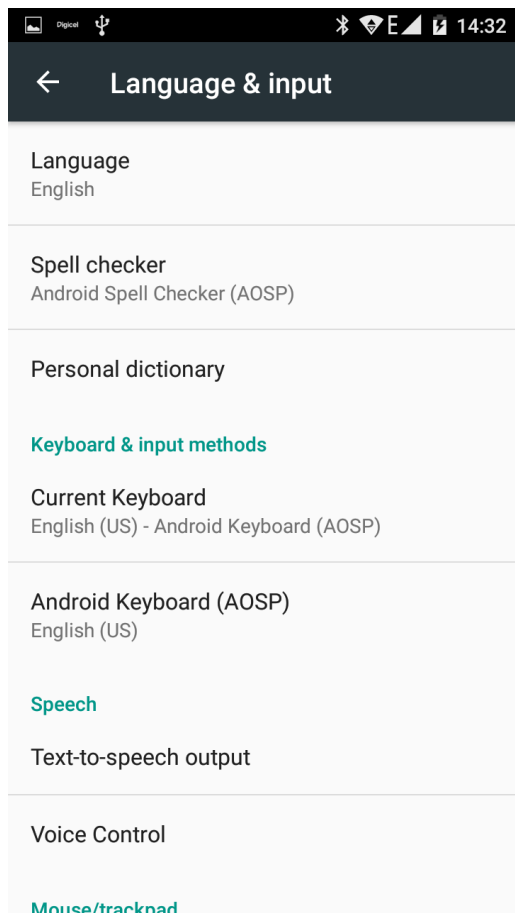 Digicel E 14:32
Language & input
Language
English
Spell checker
Android Spell Checker (AOSP)
Personal dictionary
Keyboard & input methods
Current Keyboard
English (US) - Android Keyboard (AOSP)
Android Keyboard (AOSP)
English (US)
Speech
Text-to-speech output
Voice Control
Mouse/trackpad